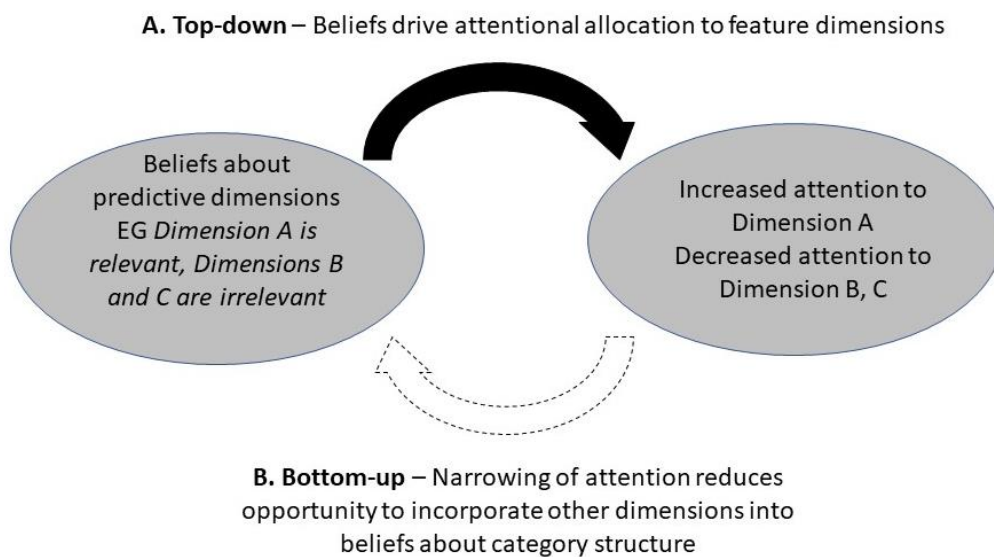 A. Top-down – Beliefs drive attentional allocation to feature dimensions
Beliefs about
predictive dimensions
EG Dimension A is
relevant, Dimensions B
and C are irrelevant
Increased attention to
Dimension A
Decreased attention to
Dimension B, C
B. Bottom-up – Narrowing of attention reduces
opportunity to incorporate other dimensions into
beliefs about category structure